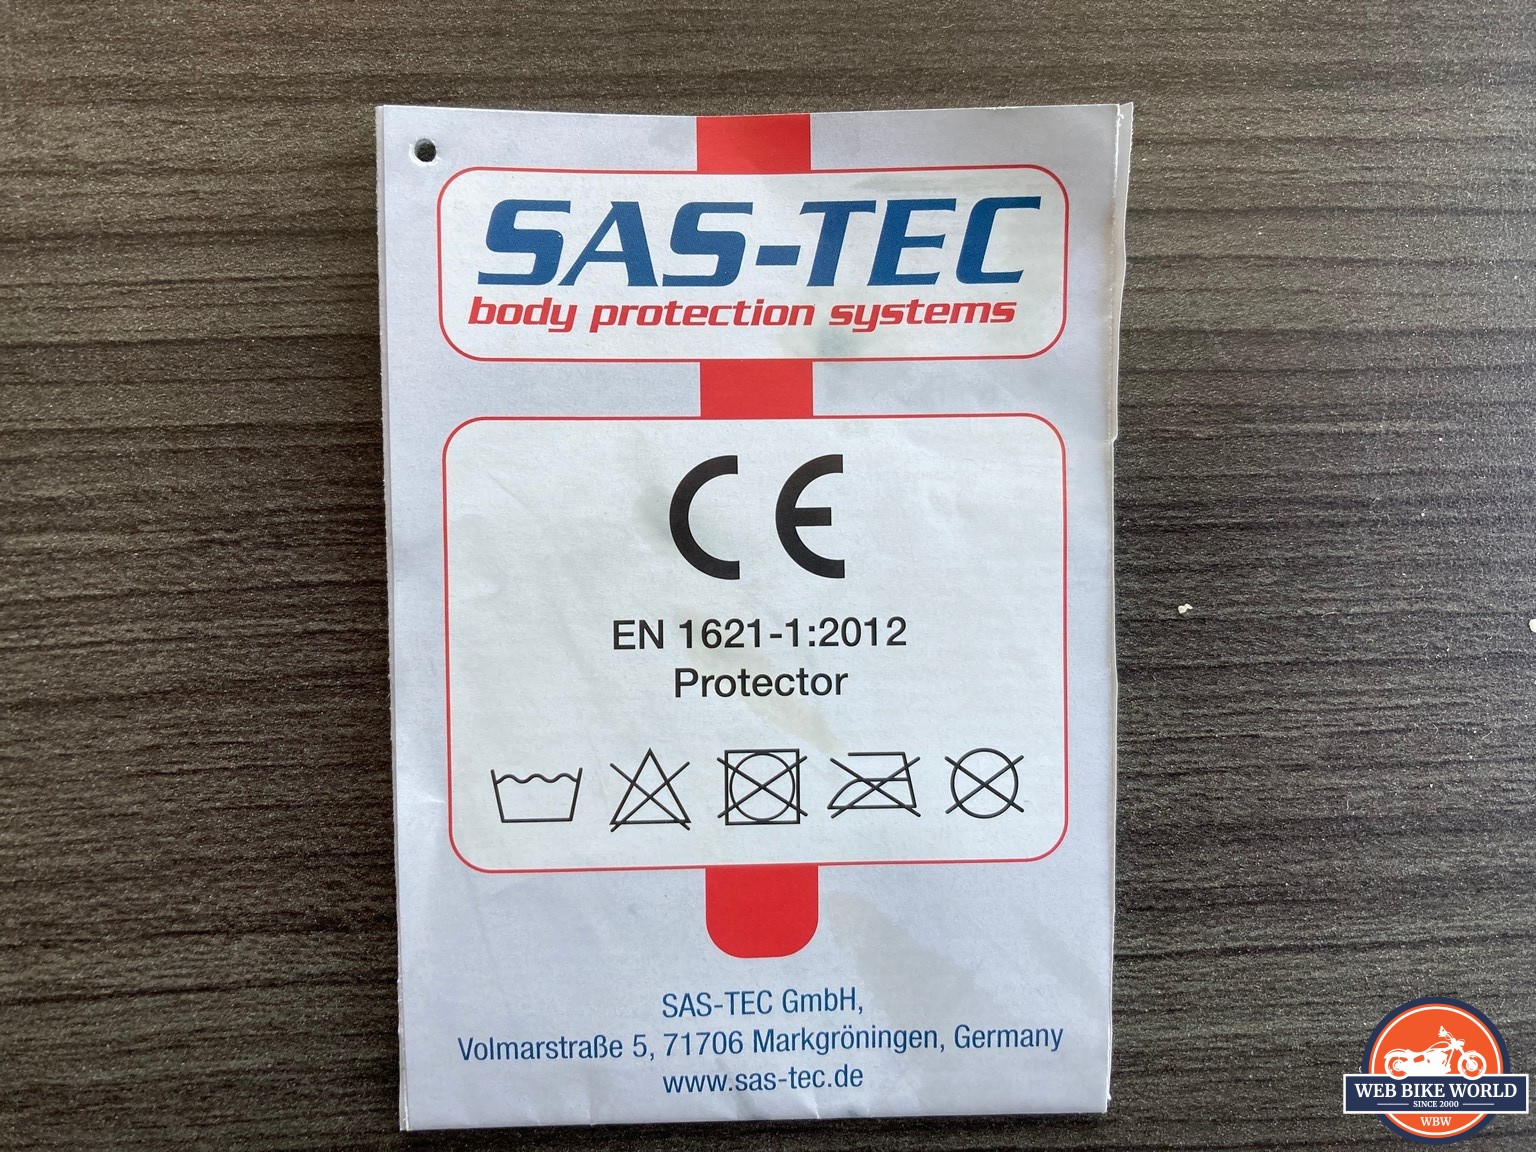 SAS-TEC
body protection systems
CE
EN 1621-1:2012
Protector
SAS-TEC GmbH,
Volmarstraße 5, 71706 Markgröningen, Germany
www.sas-tec.de
WEB BIKE WORLD
SINCE 2000
WBW